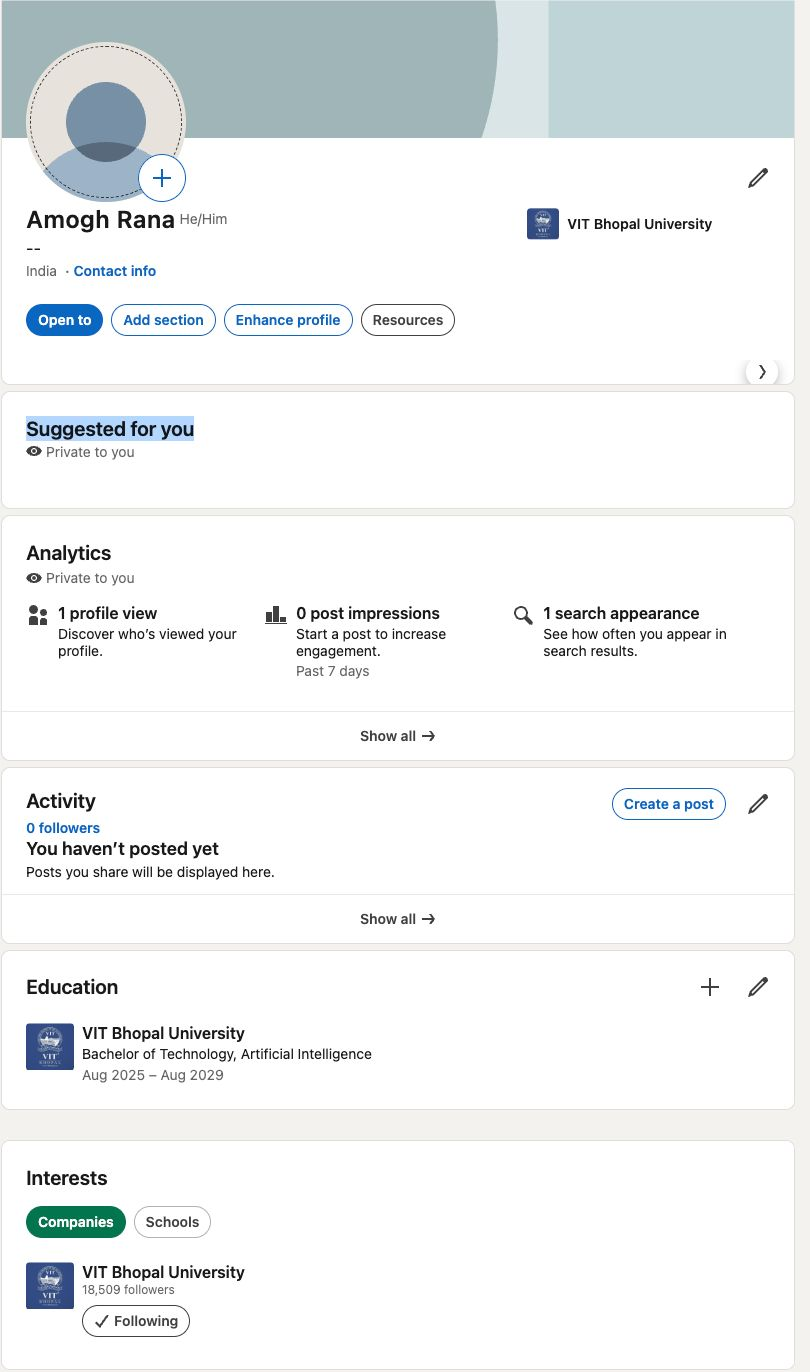 Amogh Rana He/Him
VIT Bhopal University
--
India · Contact info
Open to
Add section
Enhance profile
Resources
Suggested for you
Private to you
Analytics
Private to you
1 profile view
Discover who's viewed your
profile.
0 post impressions
Start a post to increase
engagement.
Past 7 days
1 search appearance
See how often you appear in
search results.
Show all →
Activity
Create a post
0 followers
You haven't posted yet
Posts you share will be displayed here.
Show all →
Education
VIT Bhopal University
Bachelor of Technology, Artificial Intelligence
Aug 2025 – Aug 2029
Interests
Companies
Schools
VIT Bhopal University
18,509 followers
Following